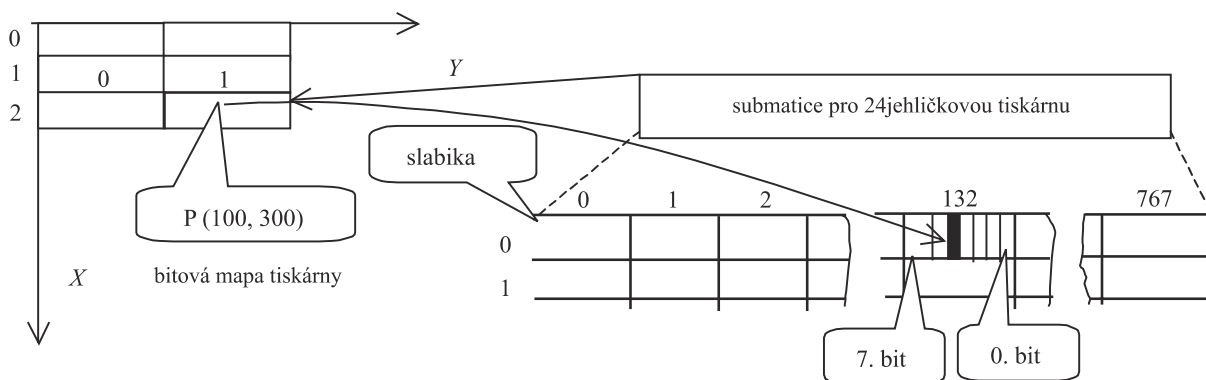 0
1
0 1
2
Y
submatice pro 24jehličkovou tiskárnu
slabika
P (100, 300)
X
bitová mapa tiskárny
0 1 2 132 767
0
1
7. bit
0. bit